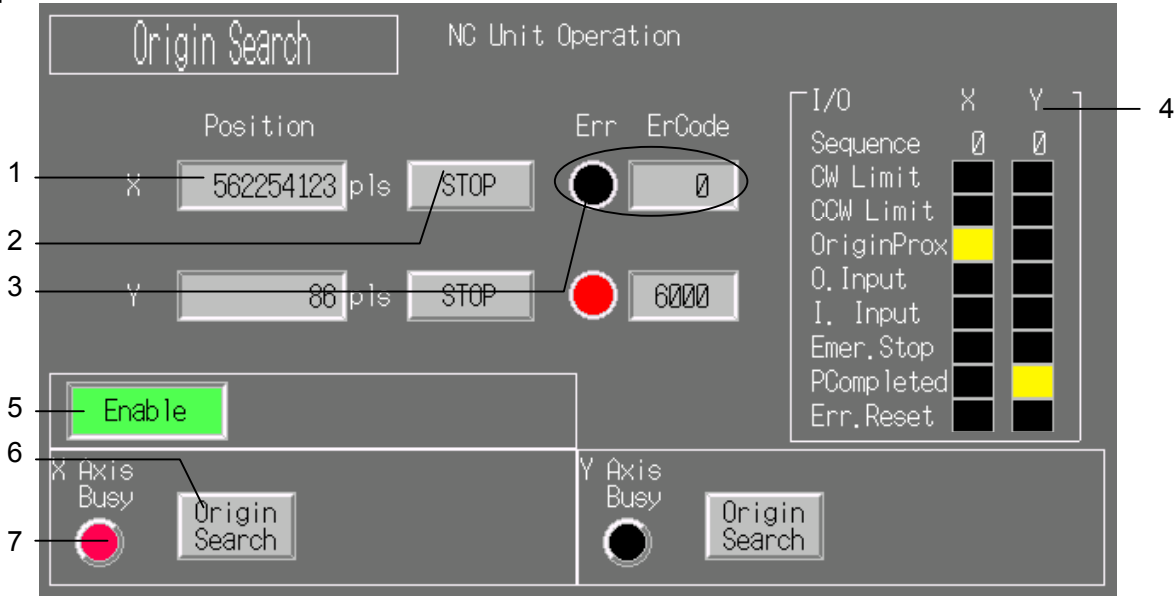 Origin Search NC Unit Operation
I/O X Y 4
Position Err ErCode
Sequence 0 0
1 X 562254123 pls STOP 0
CW Limit
CCW Limit
2
OriginProx
O.Input
3 Y 86 pls STOP 6000
I. Input
Emer.Stop
PCompleted
5 Enable
Err.Reset
6
X Axis
Busy
Origin
Search
7
Y Axis
Busy
Origin
Search